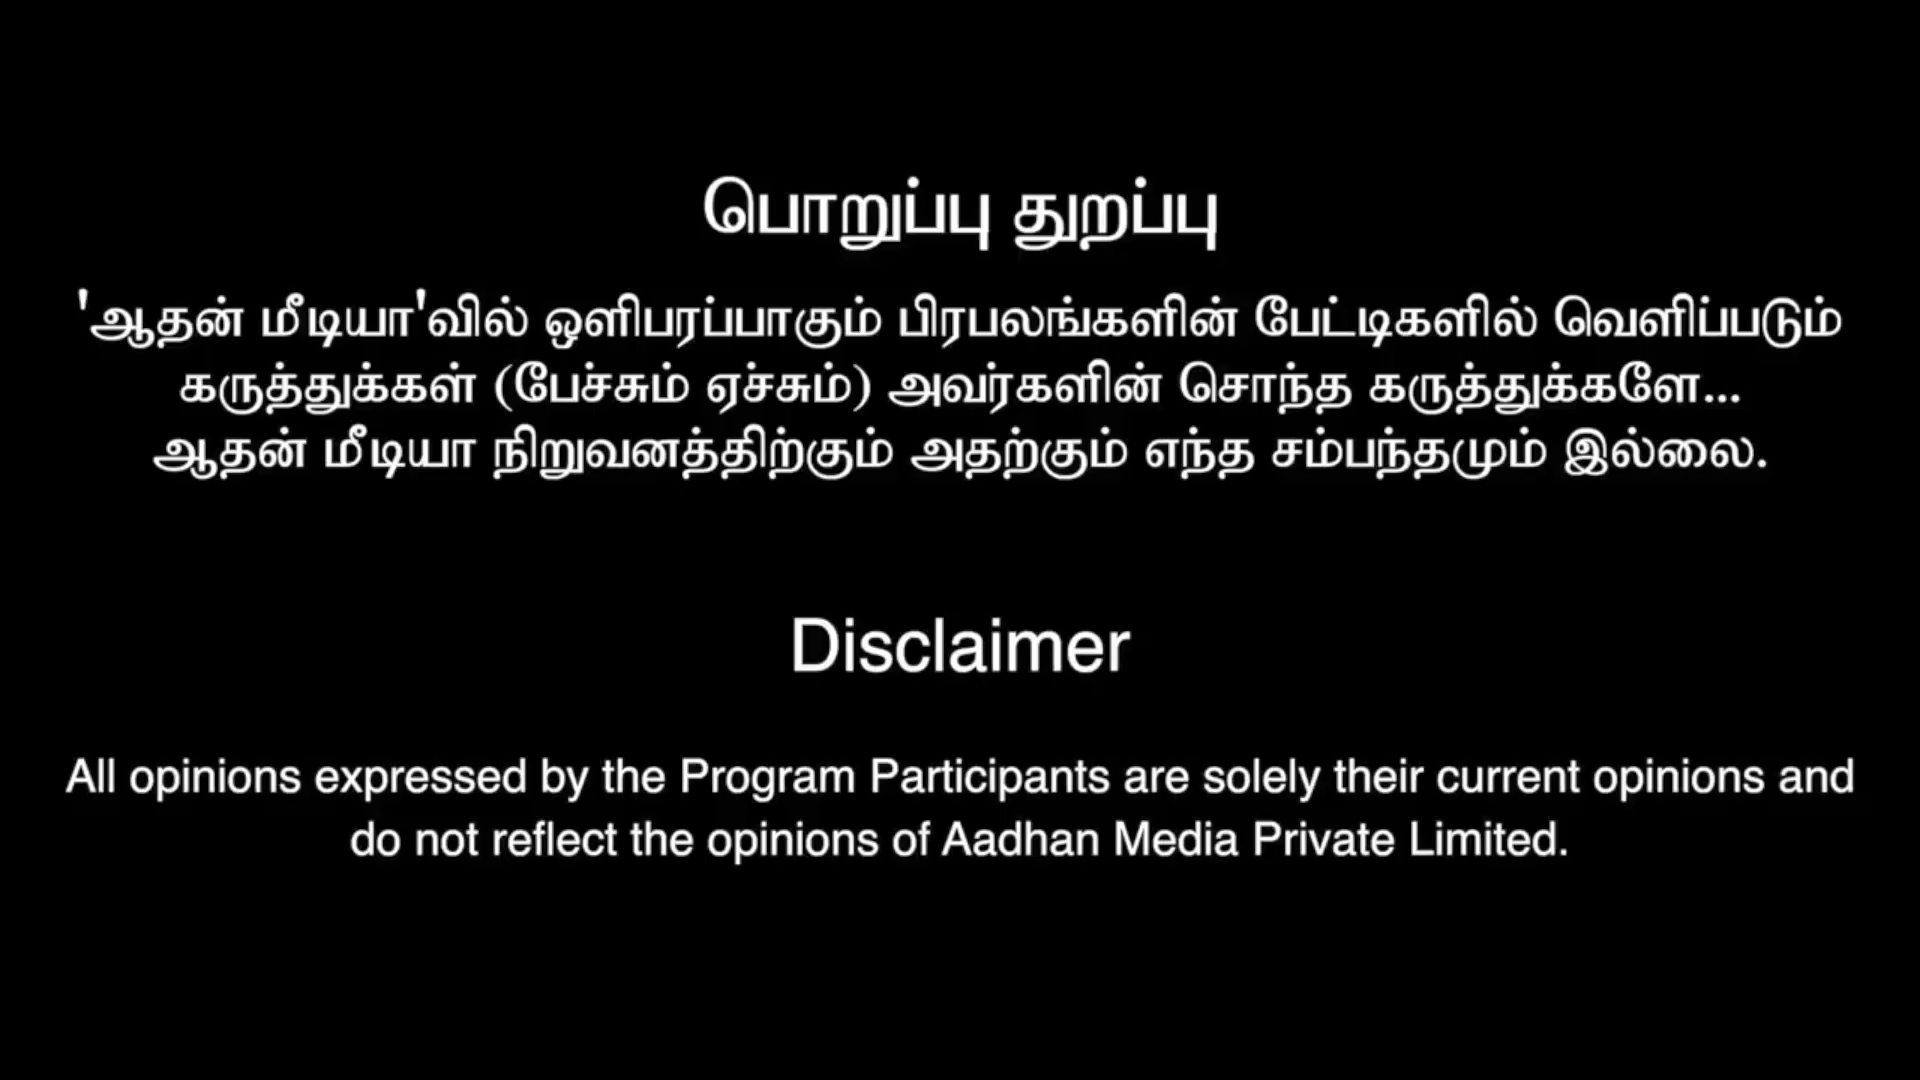 பொறுப்பு துறப்பு
'ஆதன் மீடியா'வில் ஒளிபரப்பாகும் பிரபலங்களின் பேட்டிகளில் வெளிப்படும்
கருத்துக்கள் (பேச்சும் ஏச்சும்) அவர்களின் சொந்த கருத்துக்களே...
ஆதன் மீடியா நிறுவனத்திற்கும் அதற்கும் எந்த சம்பந்தமும் இல்லை.
Disclaimer
All opinions expressed by the Program Participants are solely their current opinions and
do not reflect the opinions of Aadhan Media Private Limited.